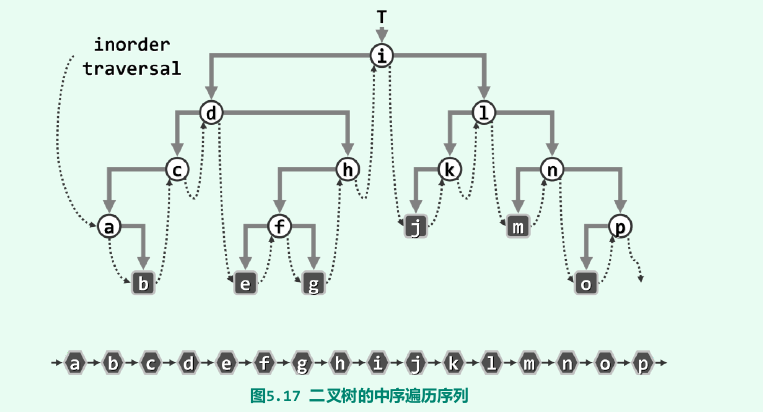 T
inorder
traversal
i
d l
c h k n
a f j m p
b e g o
a b c d e f g h i j k l m n o p
图5.17 二叉树的中序遍历序列